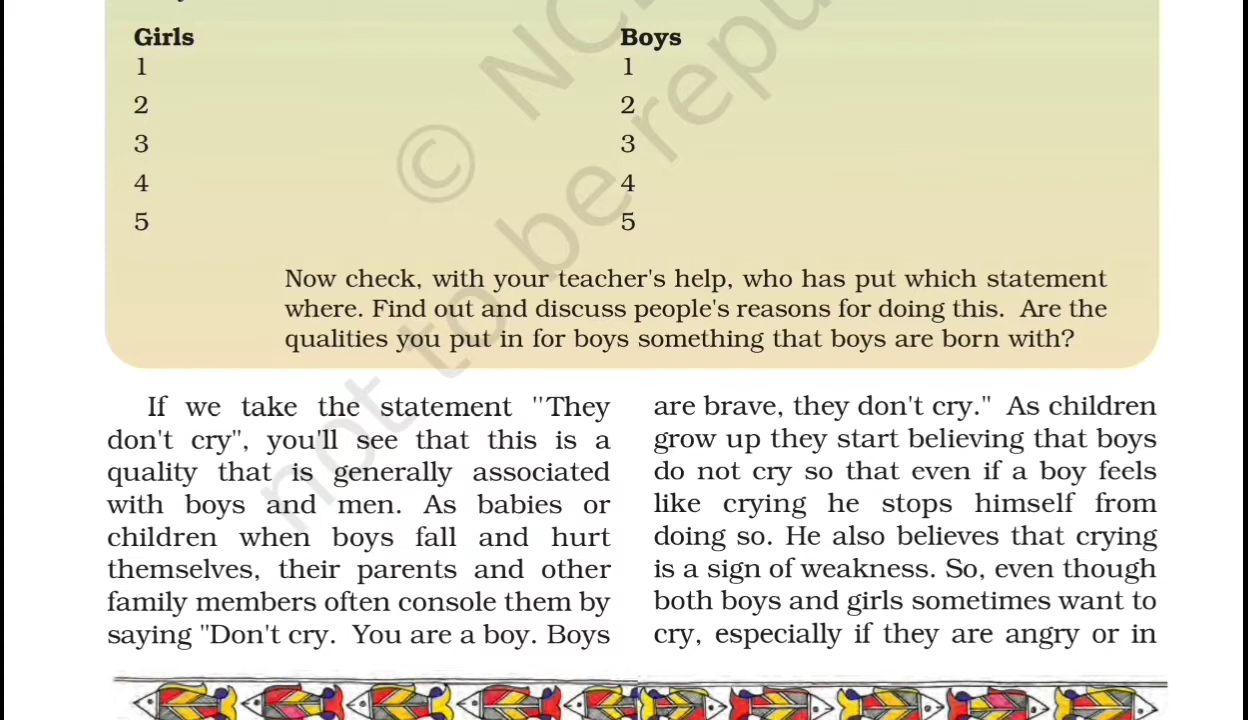 Girls
1
2
3
4
5
Boys
1
2
3
4
5
Now check, with your teacher's help, who has put which statement
where. Find out and discuss people's reasons for doing this. Are the
qualities you put in for boys something that boys are born with?
If we take the statement "They
don't cry", you'll see that this is a
quality that is generally associated
with boys and men. As babies or
children when boys fall and hurt
themselves, their parents and other
family members often console them by
saying "Don't cry. You are a boy. Boys
are brave, they don't cry." As children
grow up they start believing that boys
do not cry so that even if a boy feels
like crying he stops himself from
doing so. He also believes that crying
is a sign of weakness. So, even though
both boys and girls sometimes want to
cry, especially if they are angry or in
© NC
not to be repu